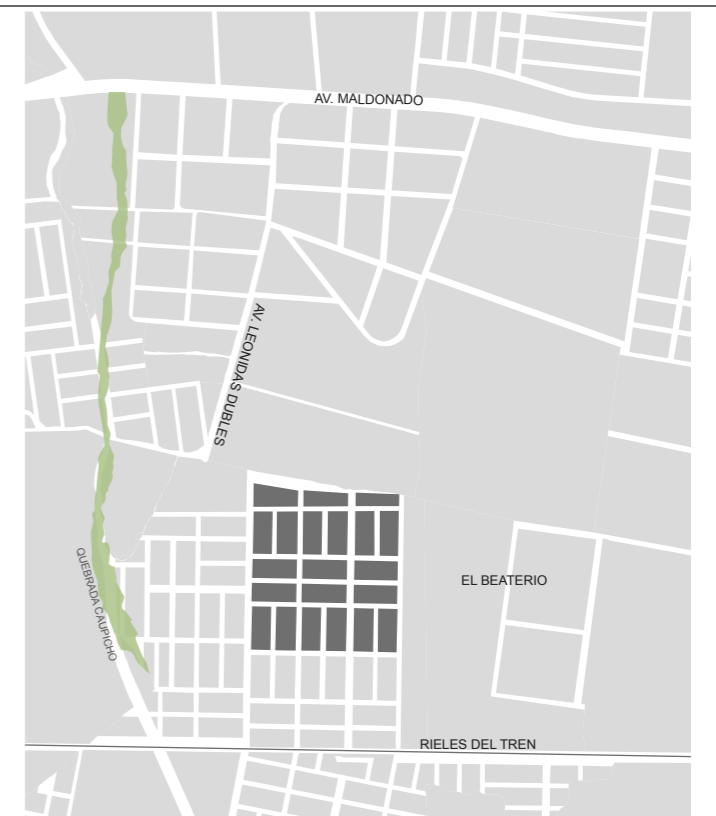 AV. MALDONADO
AV. LEONIDAS DUBLES
QUEBRADA CAUPICHO
EL BEATERIO
RIELES DEL TREN